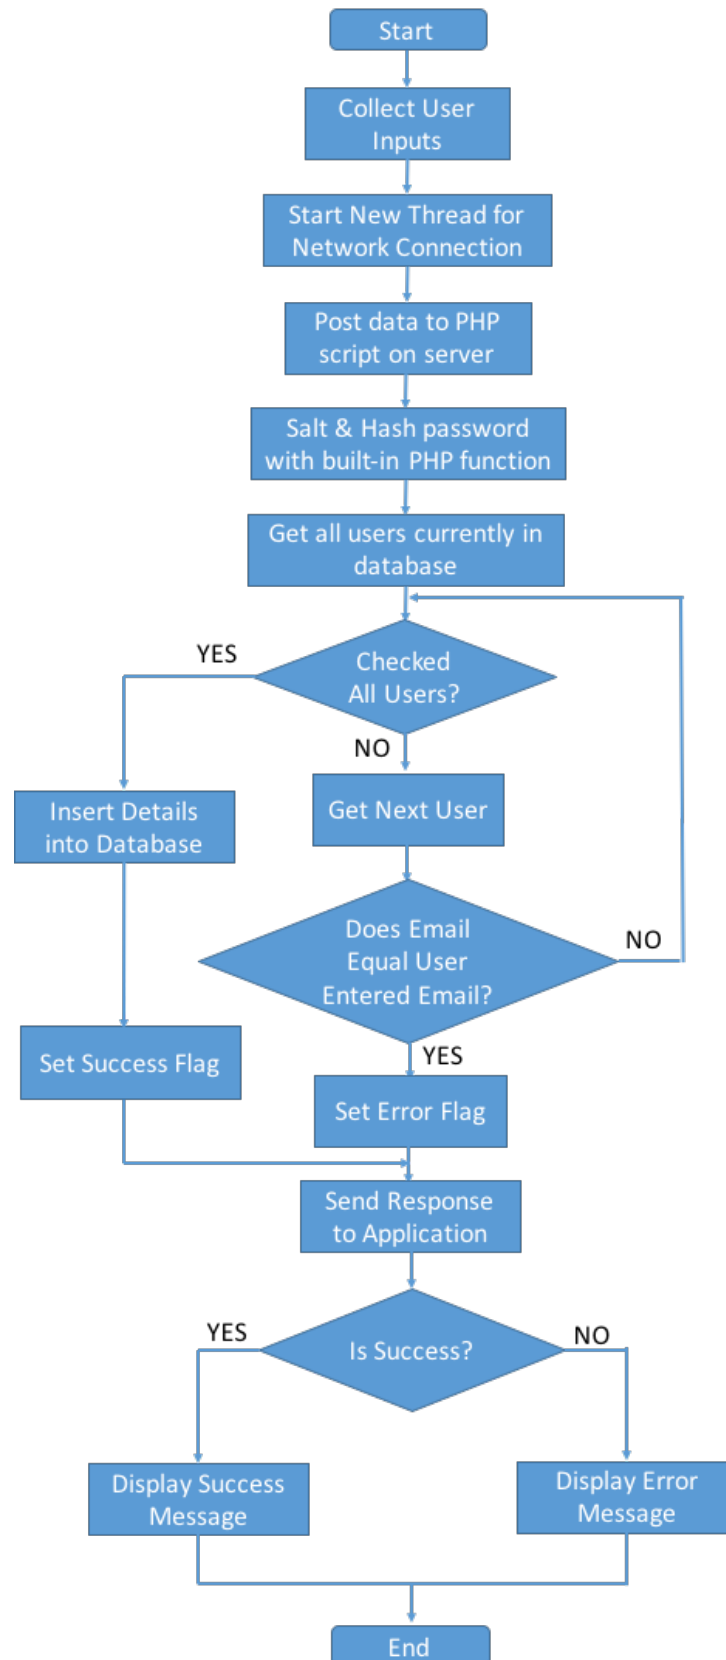 Start
Collect User
Inputs
Start New Thread for
Network Connection
Post data to PHP
script on server
Salt & Hash password
with built-in PHP function
Get all users currently in
database
YES
Checked
All Users?
NO
Insert Details
into Database
Get Next User
Does Email
Equal User
Entered Email?
NO
YES
Set Success Flag
Set Error Flag
Send Response
to Application
YES
Is Success?
NO
Display Success
Message
Display Error
Message
End